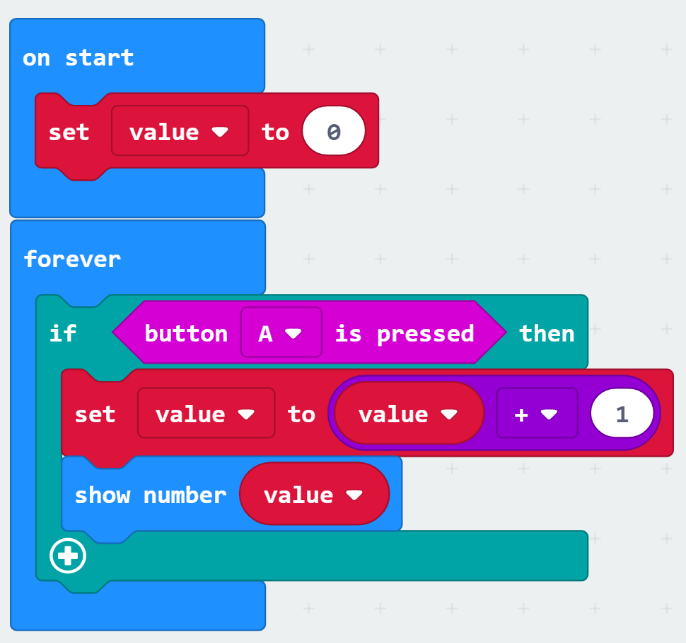 on start
set value to 0
forever
if button A is pressed then
set value to value + 1
show number value